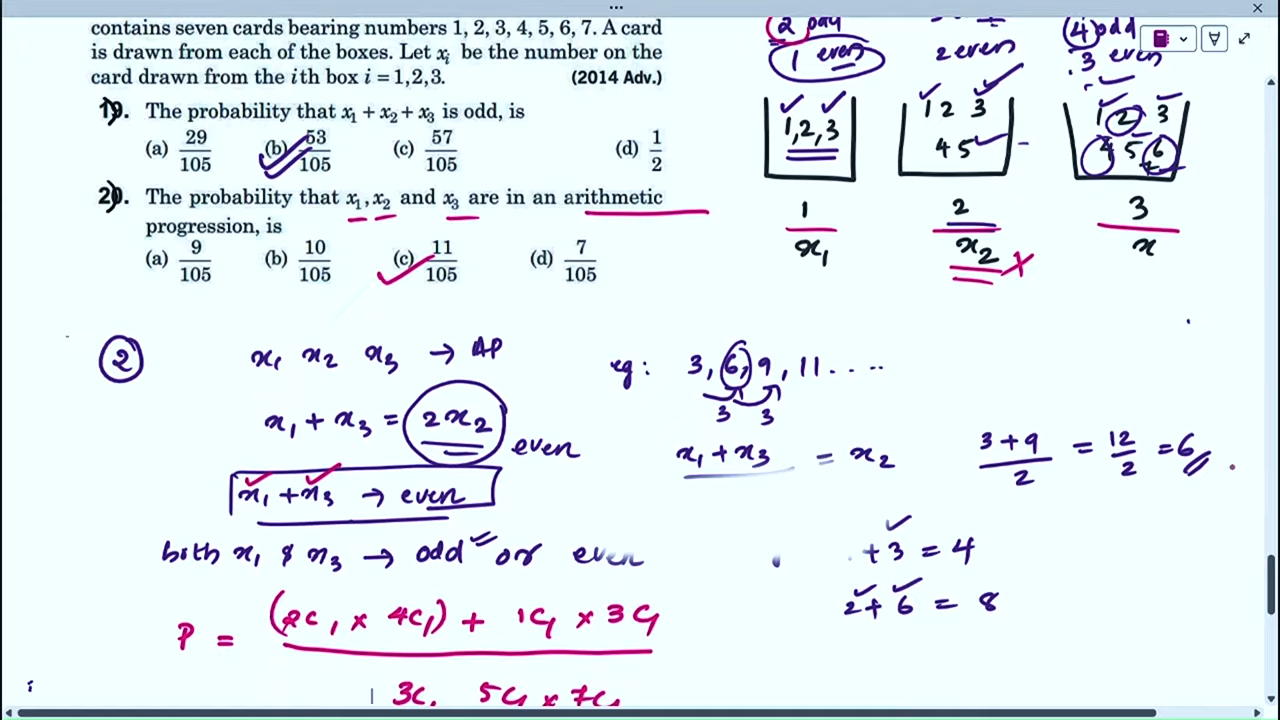 contains seven cards bearing numbers 1, 2, 3, 4, 5, 6, 7. A card
is drawn from each of the boxes. Let xᵢ be the number on the
card drawn from the ith box i = 1,2,3. (2014 Adv.)
19. The probability that x₁ + x₂ + x₃ is odd, is
(a) 29/105 (b) 53/105 (c) 57/105 (d) 1/2
20. The probability that x₁, x₂ and x₃ are in an arithmetic
progression, is
(a) 9/105 (b) 10/105 (c) 11/105 (d) 7/105
2 odd
1 even 2 even (4) odd
3 even
1,2,3
1 2 3
4 5
1 2 3
4 5 6
1/x₁ 2/x₂ 3/x
② x₁ x₂ x₃ → AP
x₁ + x₃ = 2x₂ even
x₁ + x₃ → even
both x₁ & x₃ → odd or even
P = (2C₁ × 4C₁) + 1C₁ × 3C₁
3C₁ 5C₁ × 7C₁
eg: 3, 6, 9, 11 ....
3 3
x₁ + x₃ = x₂ (3+9)/2 = 12/2 = 6
+ 3 = 4
2 + 6 = 8